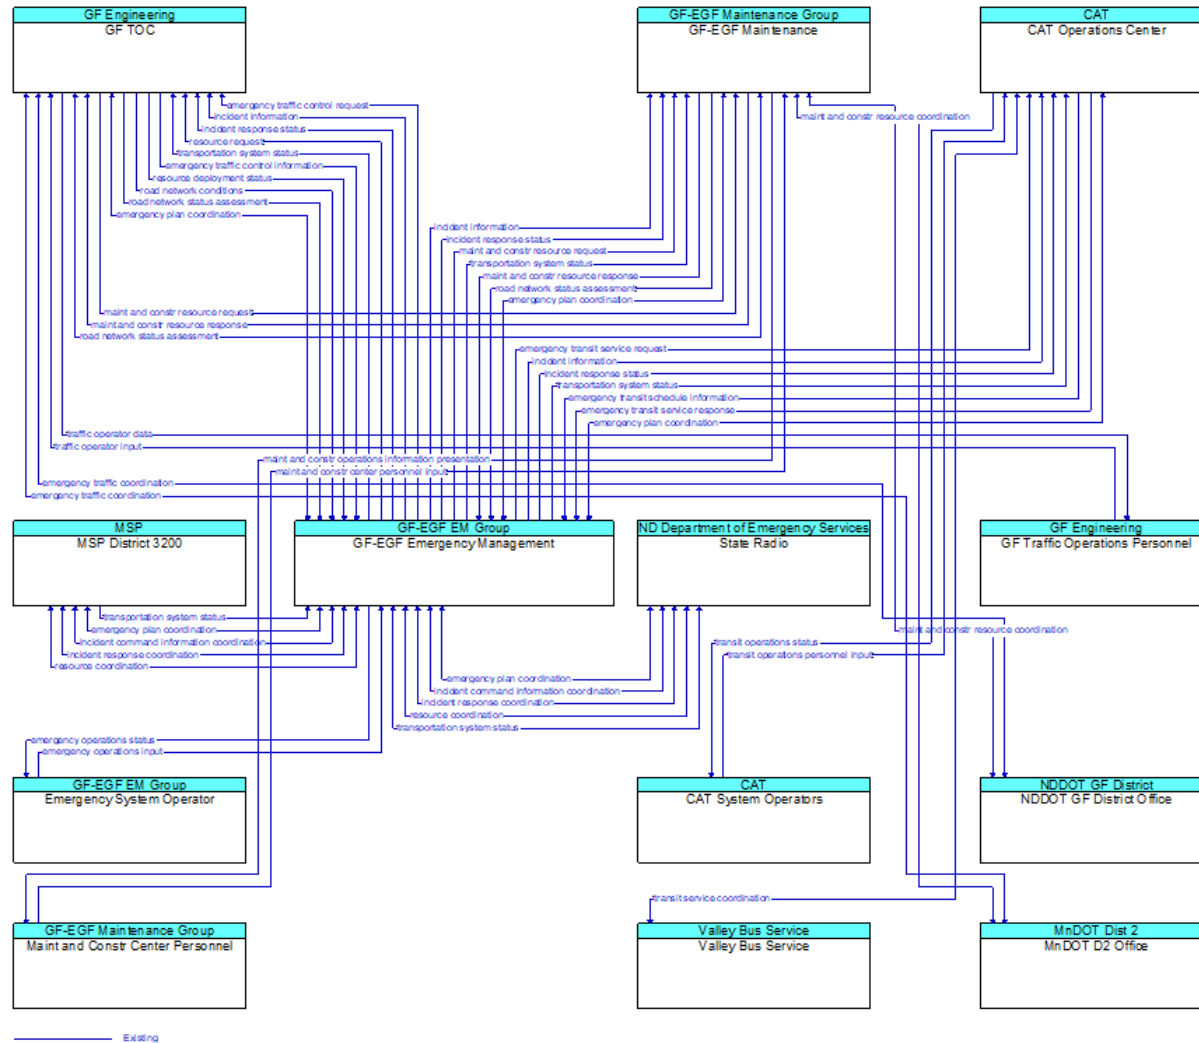 GF Engineering
GF TOC
GF-EGF Maintenance Group
GF-EGF Maintenance
CAT
CAT Operations Center
emergency traffic control request
incident information
incident response status
resource request
transportation system status
emergency traffic control information
resource deployment status
road network conditions
road network status assessment
emergency plan coordination
maint and constr resource coordination
incident information
incident response status
maint and constr resource request
transportation system status
maint and constr resource response
road network status assessment
emergency plan coordination
maint and constr resource request
maint and constr resource response
road network status assessment
emergency transit service request
incident information
incident response status
transportation system status
emergency transit schedule information
emergency transit service response
emergency plan coordination
traffic operator data
traffic operator input
maint and constr operations information presentation
maint and constr center personnel input
emergency traffic coordination
emergency traffic coordination
MSP
MSP District 3200
GF-EGF EM Group
GF-EGF Emergency Management
ND Department of Emergency Services
State Radio
GF Engineering
GF Traffic Operations Personnel
transportation system status
emergency plan coordination
incident command information coordination
incident response coordination
resource coordination
maint and constr resource coordination
transit operations status
transit operations personnel input
emergency plan coordination
incident command information coordination
incident response coordination
resource coordination
transportation system status
emergency operations status
emergency operations input
GF-EGF EM Group
Emergency System Operator
CAT
CAT System Operators
NDDOT GF District
NDDOT GF District Office
transit service coordination
GF-EGF Maintenance Group
Maint and Constr Center Personnel
Valley Bus Service
Valley Bus Service
MnDOT Dist 2
MnDOT D2 Office
Existing